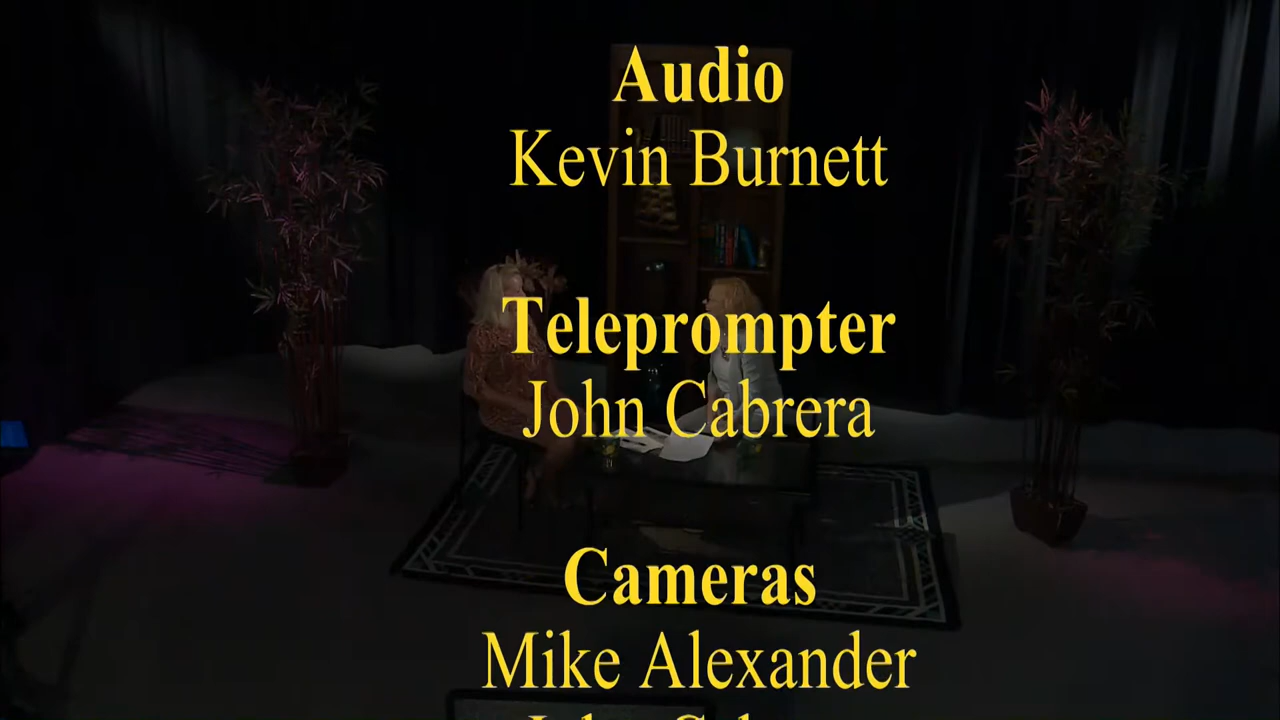 Audio
Kevin Burnett
Teleprompter
John Cabrera
Cameras
Mike Alexander